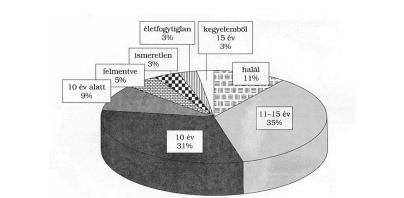 életfogytiglan
3%
kegyelemből
15 év
3%
ismeretlen
3%
felmentve
5%
halál
11%
10 év alatt
9%
11–15 év
35%
10 év
31%